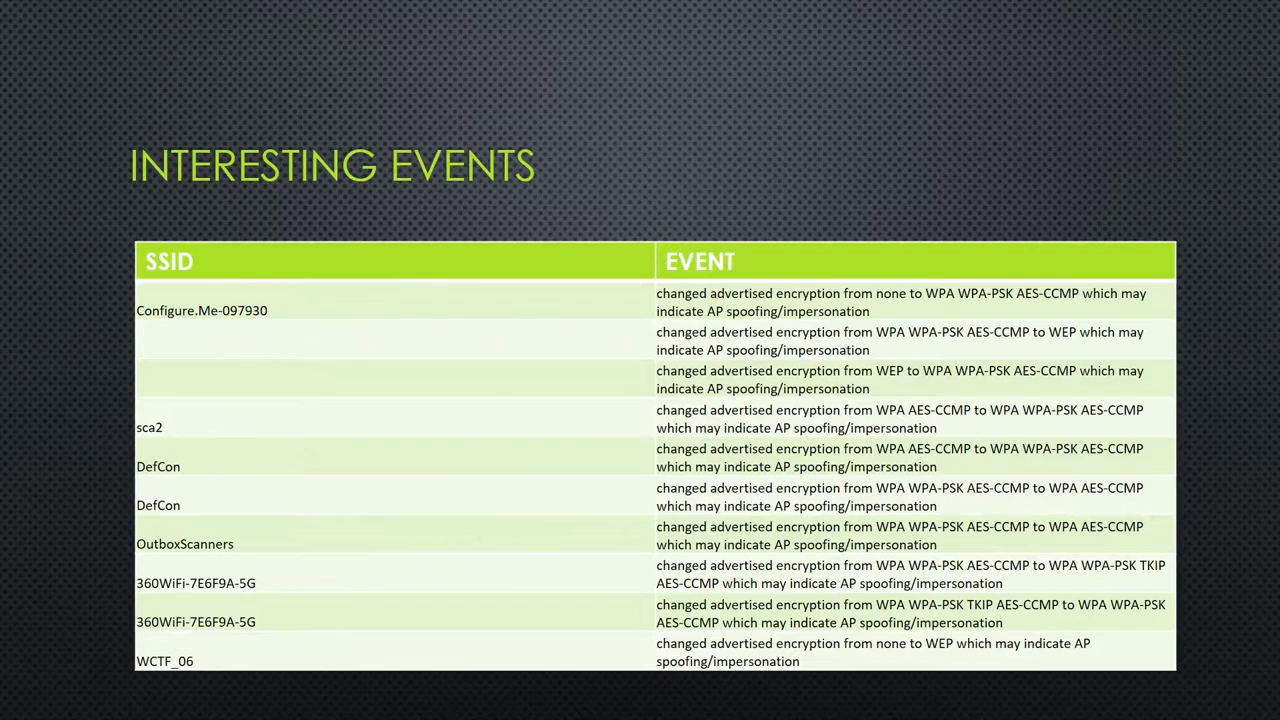 INTERESTING EVENTS
SSID EVENT
changed advertised encryption from none to WPA WPA-PSK AES-CCMP which may
Configure.Me-097930 indicate AP spoofing/impersonation
changed advertised encryption from WPA WPA-PSK AES-CCMP to WEP which may
indicate AP spoofing/impersonation
changed advertised encryption from WEP to WPA WPA-PSK AES-CCMP which may
indicate AP spoofing/impersonation
changed advertised encryption from WPA AES-CCMP to WPA WPA-PSK AES-CCMP
sca2 which may indicate AP spoofing/impersonation
changed advertised encryption from WPA AES-CCMP to WPA WPA-PSK AES-CCMP
DefCon which may indicate AP spoofing/impersonation
changed advertised encryption from WPA WPA-PSK AES-CCMP to WPA AES-CCMP
DefCon which may indicate AP spoofing/impersonation
changed advertised encryption from WPA WPA-PSK AES-CCMP to WPA AES-CCMP
OutboxScanners which may indicate AP spoofing/impersonation
changed advertised encryption from WPA WPA-PSK AES-CCMP to WPA WPA-PSK TKIP
360WiFi-7E6F9A-5G AES-CCMP which may indicate AP spoofing/impersonation
changed advertised encryption from WPA WPA-PSK TKIP AES-CCMP to WPA WPA-PSK
360WiFi-7E6F9A-5G AES-CCMP which may indicate AP spoofing/impersonation
changed advertised encryption from none to WEP which may indicate AP
WCTF_06 spoofing/impersonation